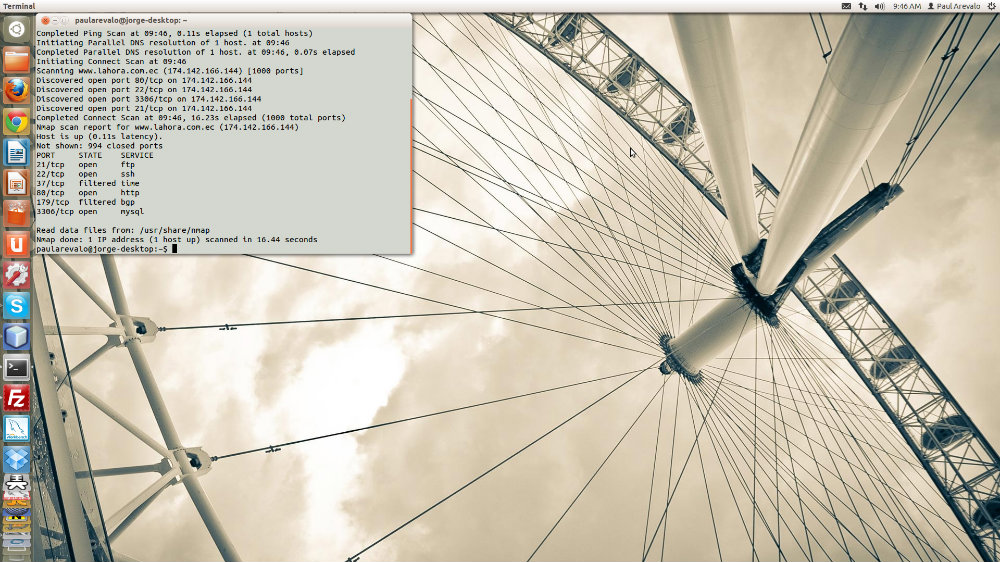 Terminal
9:46 AM
Paul Arevalo
paularevalo@jorge-desktop: ~
Completed Ping Scan at 09:46, 0.11s elapsed (1 total hosts)
Initiating Parallel DNS resolution of 1 host. at 09:46
Completed Parallel DNS resolution of 1 host. at 09:46, 0.07s elapsed
Initiating Connect Scan at 09:46
Scanning www.lahora.com.ec (174.142.166.144) [1000 ports]
Discovered open port 80/tcp on 174.142.166.144
Discovered open port 22/tcp on 174.142.166.144
Discovered open port 3306/tcp on 174.142.166.144
Discovered open port 21/tcp on 174.142.166.144
Completed Connect Scan at 09:46, 16.23s elapsed (1000 total ports)
Nmap scan report for www.lahora.com.ec (174.142.166.144)
Host is up (0.11s latency).
Not shown: 994 closed ports
PORT STATE SERVICE
21/tcp open ftp
22/tcp open ssh
37/tcp filtered time
80/tcp open http
179/tcp filtered bgp
3306/tcp open mysql
Read data files from: /usr/share/nmap
Nmap done: 1 IP address (1 host up) scanned in 16.44 seconds
paularevalo@jorge-desktop:~$